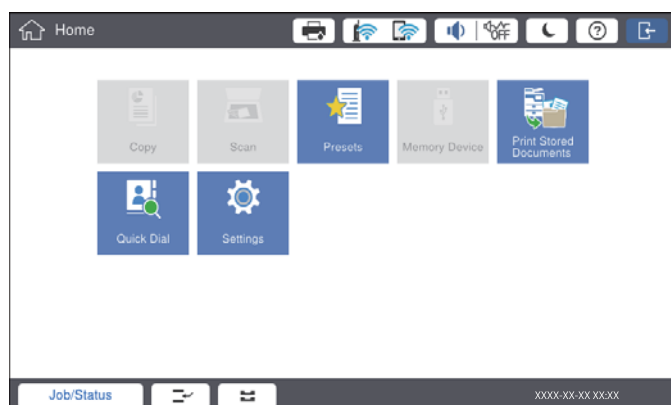 Home
OFF
?
Copy
Scan
Presets
Memory Device
Print Stored
Documents
Quick Dial
Settings
Job/Status
XXXX-XX-XX XX:XX